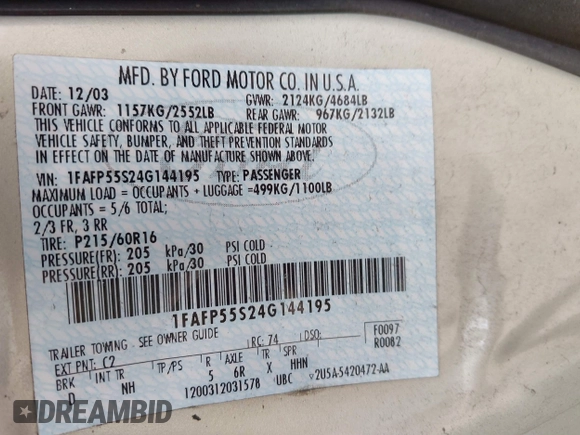 MFD. BY FORD MOTOR CO. IN U.S.A.
DATE: 12/03 GVWR: 2124KG/4684LB
FRONT GAWR: 1157KG/2552LB REAR GAWR: 967KG/2132LB
THIS VEHICLE CONFORMS TO ALL APPLICABLE FEDERAL MOTOR
VEHICLE SAFETY, BUMPER, AND THEFT PREVENTION STANDARDS
IN EFFECT ON THE DATE OF MANUFACTURE SHOWN ABOVE.
VIN: 1FAFP55S24G144195 TYPE: PASSENGER
MAXIMUM LOAD = OCCUPANTS + LUGGAGE =499KG/1100LB
OCCUPANTS = 5/6 TOTAL;
2/3 FR, 3 RR
TIRE: P215/60R16
PRESSURE(FR): 205 kPa/30 PSI COLD
PRESSURE(RR): 205 kPa/30 PSI COLD
1FAFP55S24G144195
TRAILER TOWING - SEE OWNER GUIDE
EXT PNT: C2 RC: 74 DSO: F0097
R0082
BRK INT TR TP/PS R AXLE TR SPR
D NH 5 6R X HHN
1200312031578 UBC V2U5A-5420472-AA
DIRECT.CARS